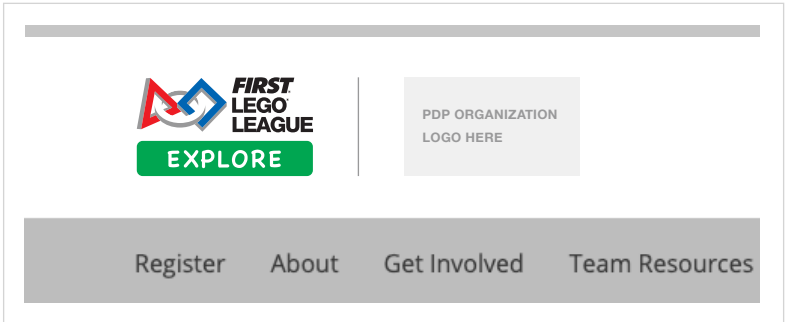 FIRST®
LEGO®
LEAGUE
EXPLORE
PDP ORGANIZATION
LOGO HERE
Register About Get Involved Team Resources